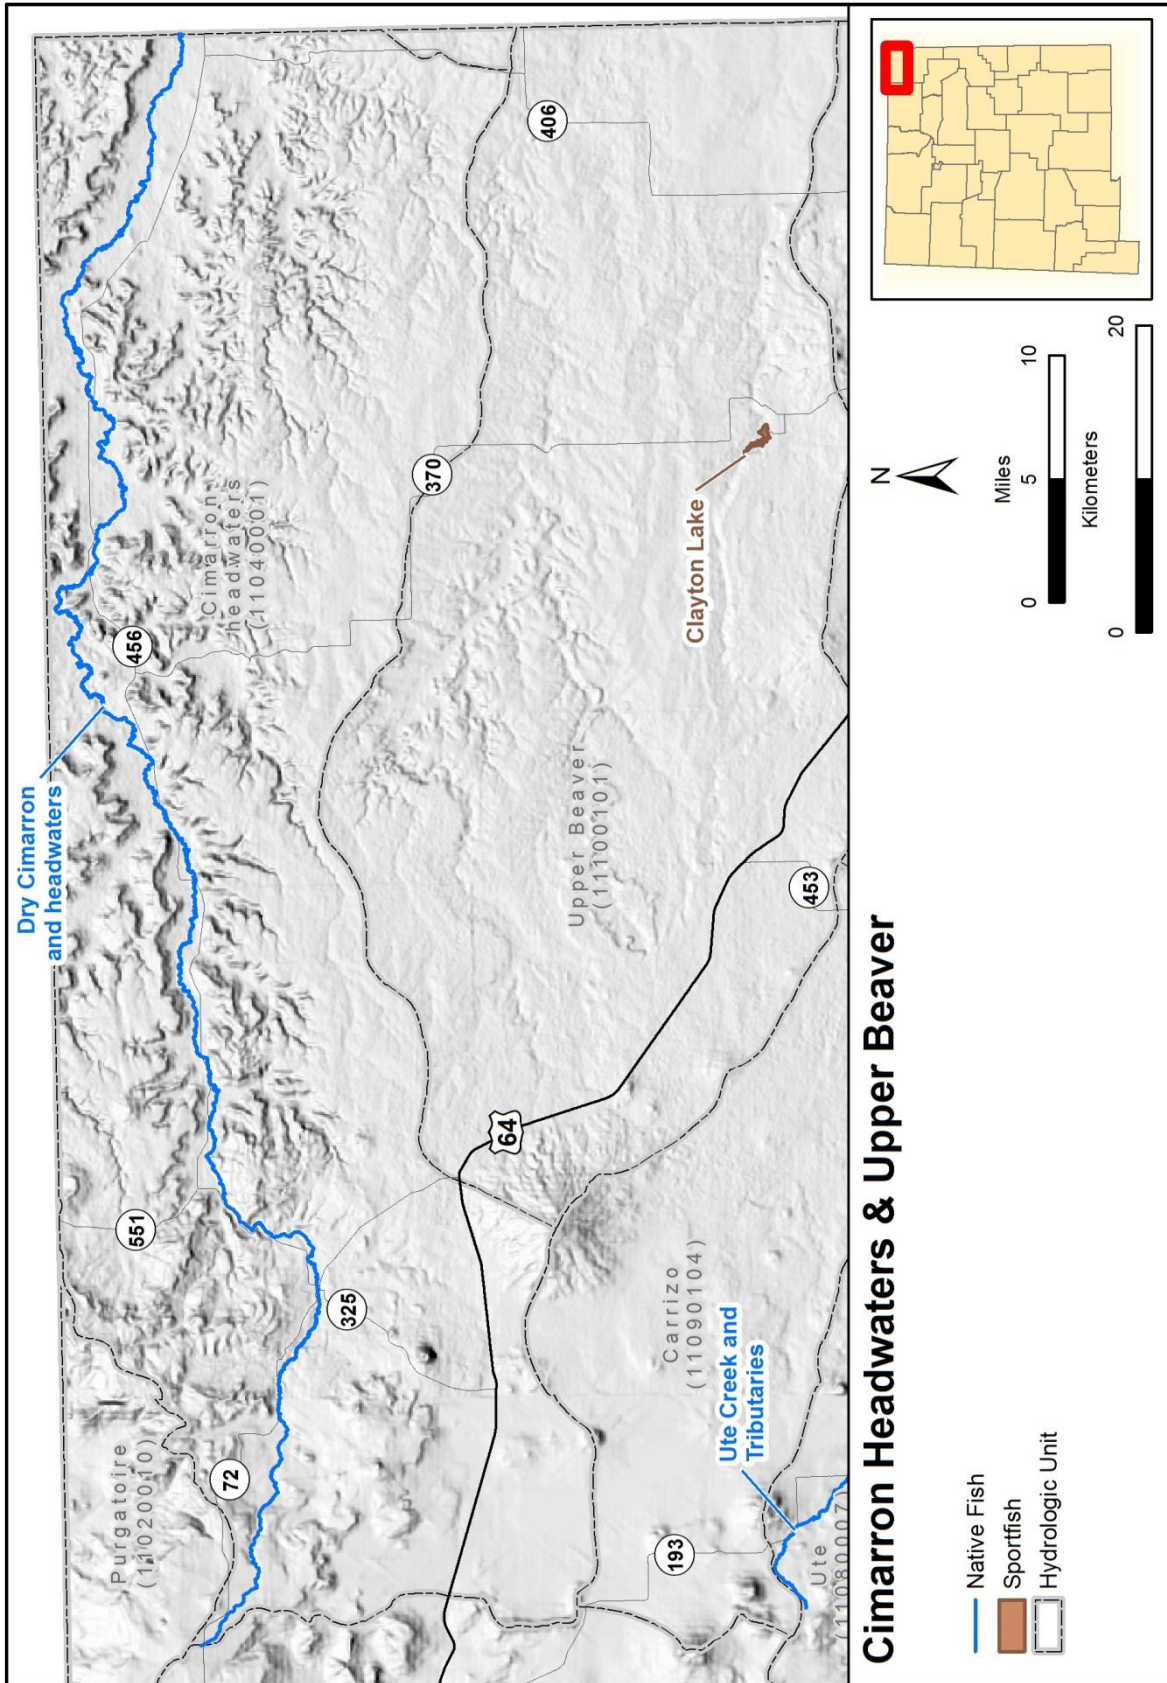 Dry Cimarron
and headwaters
Purgatoire
(11020010)
72
551
325
456
Cimarron
headwaters
(11040001)
370
406
64
Upper Beaver
(11100101)
Clayton Lake
453
Carrizo
(11090104)
193
Ute Creek and
Tributaries
Ute
(11080007)
Cimarron Headwaters & Upper Beaver
Native Fish
Sportfish
Hydrologic Unit
N
Miles
0 5 10
Kilometers
0 20